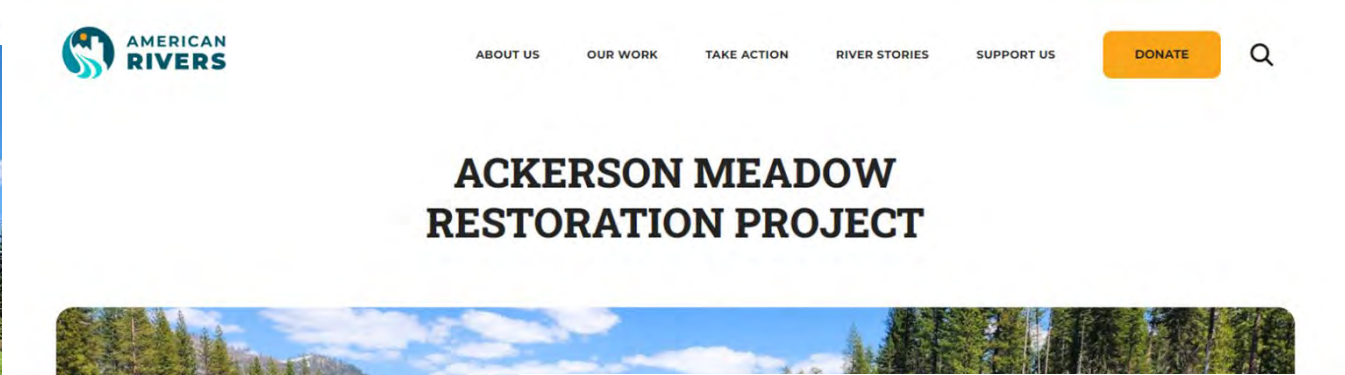 AMERICAN
RIVERS
ABOUT US OUR WORK TAKE ACTION RIVER STORIES SUPPORT US DONATE
ACKERSON MEADOW
RESTORATION PROJECT